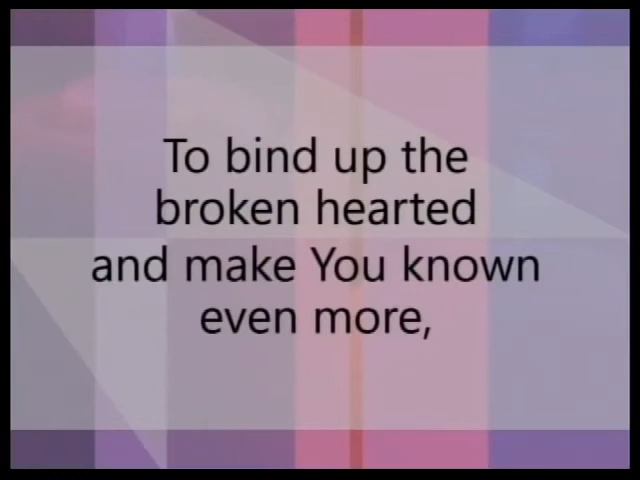 To bind up the
broken hearted
and make You known
even more,